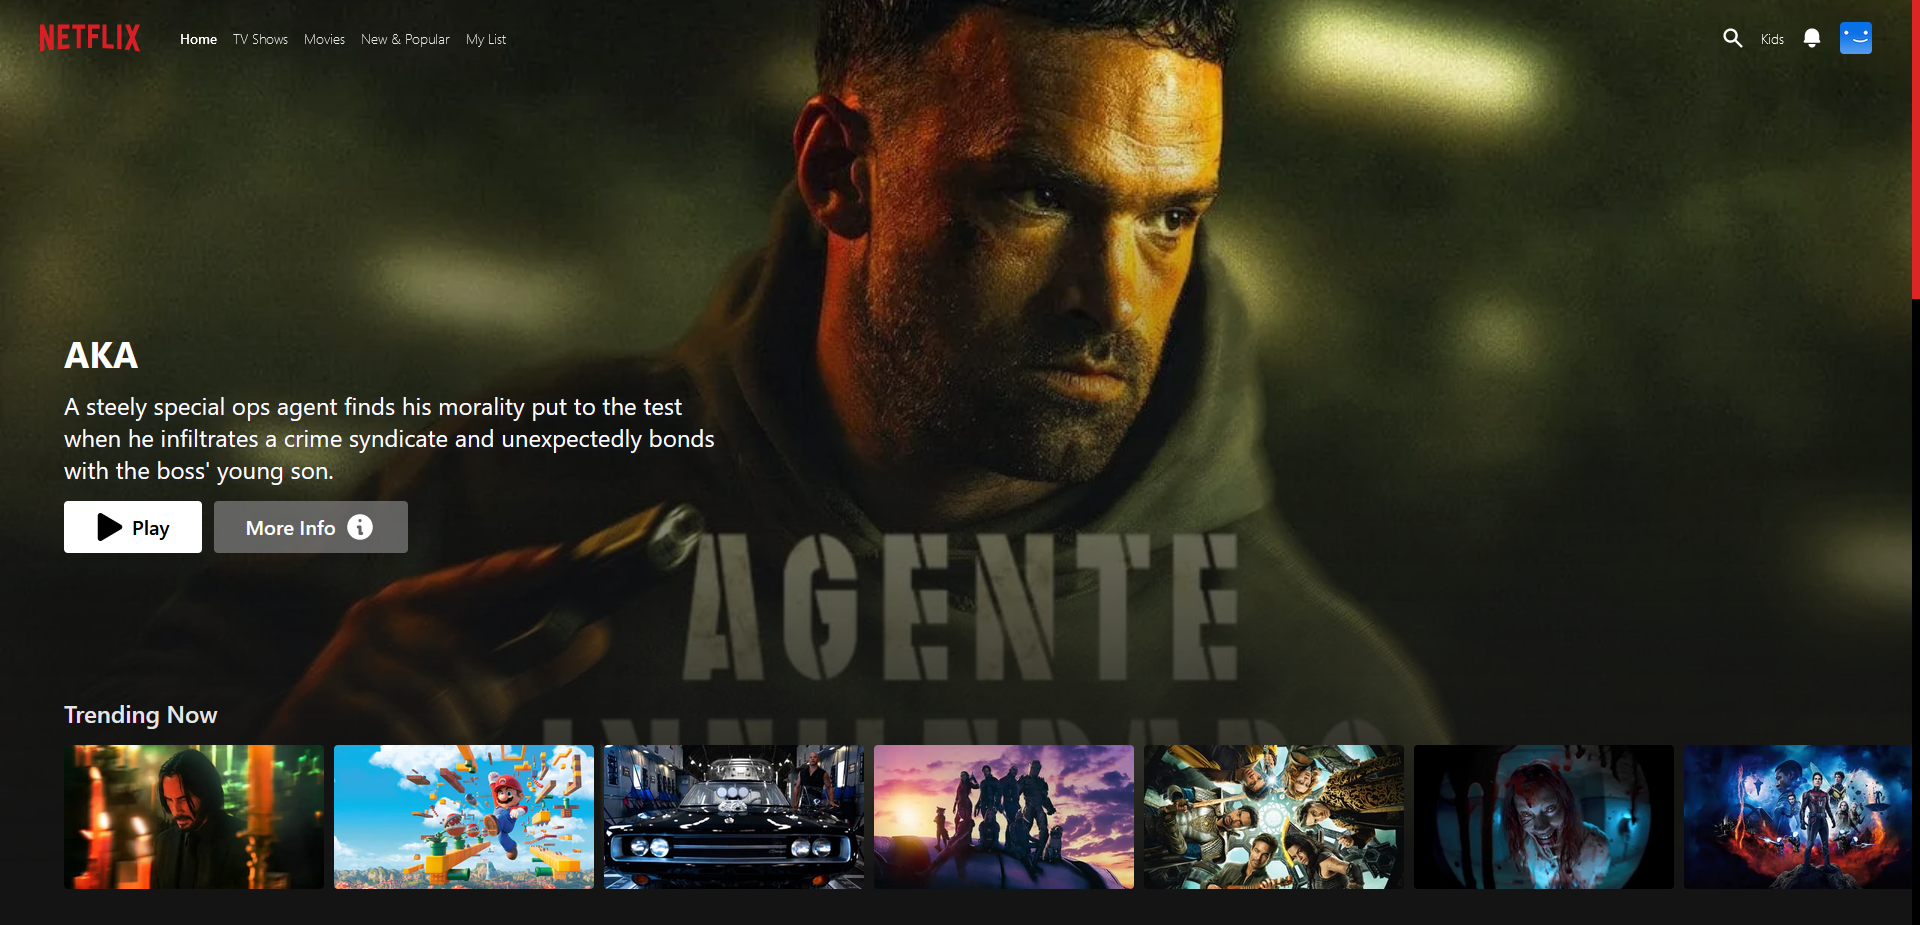 NETFLIX
Home
TV Shows
Movies
New & Popular
My List
Kids
AKA
A steely special ops agent finds his morality put to the test
when he infiltrates a crime syndicate and unexpectedly bonds
with the boss' young son.
Play
More Info
AGENTE
Trending Now